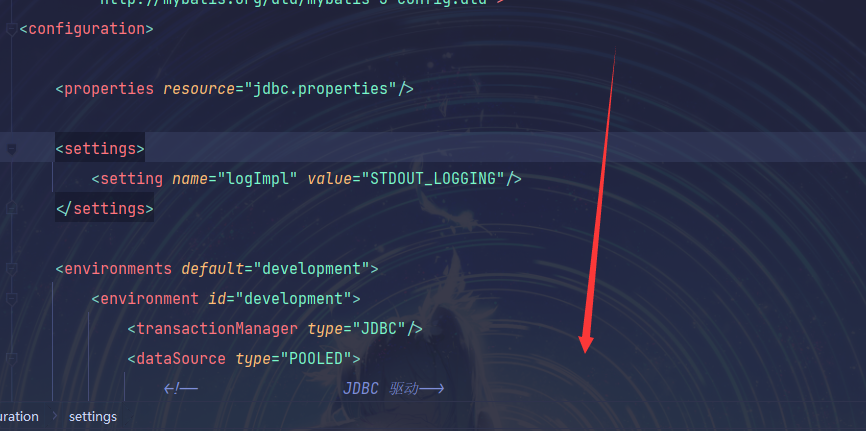 http://mybatis.org/dtd/mybatis-3-config.dtd">
<configuration>
<properties resource="jdbc.properties"/>
<settings>
<setting name="logImpl" value="STDOUT_LOGGING"/>
</settings>
<environments default="development">
<environment id="development">
<transactionManager type="JDBC"/>
<dataSource type="POOLED">
<!-- JDBC 驱动-->
uration > settings